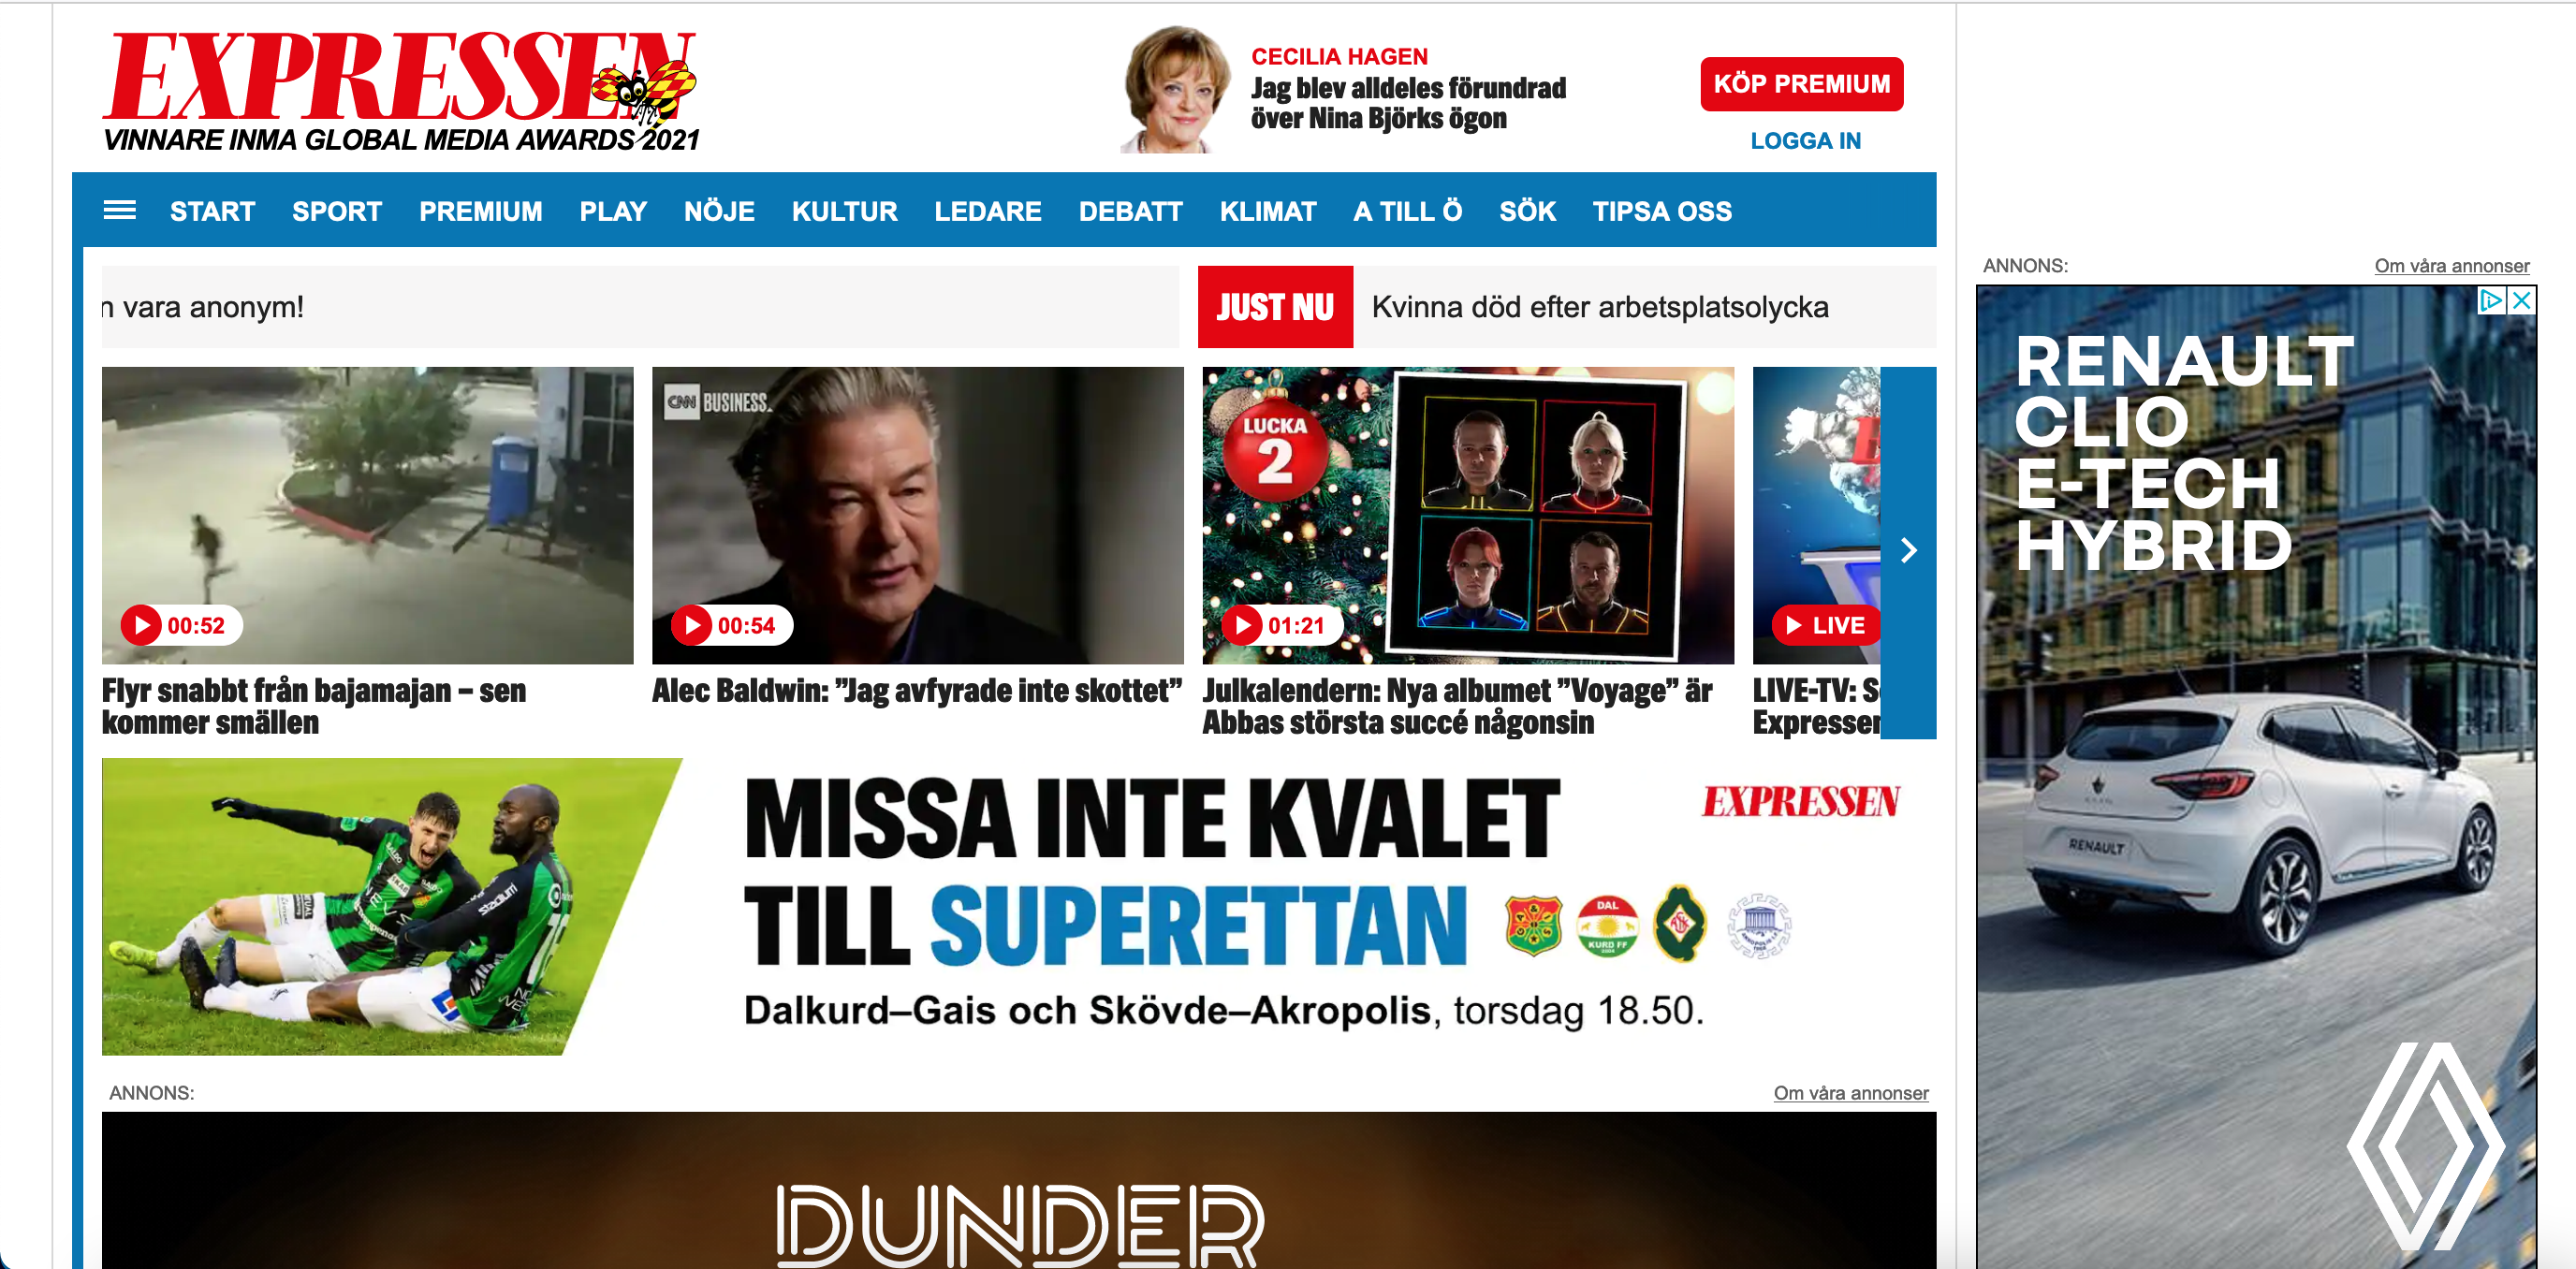 EXPRESSEN
VINNARE INMA GLOBAL MEDIA AWARDS 2021
CECILIA HAGEN
Jag blev alldeles förundrad
över Nina Björks ögon
KÖP PREMIUM
LOGGA IN
START SPORT PREMIUM PLAY NÖJE KULTUR LEDARE DEBATT KLIMAT A TILL Ö SÖK TIPSA OSS
n vara anonym!
JUST NU Kvinna död efter arbetsplatsolycka
00:52
Flyr snabbt från bajamajan – sen
kommer smällen
CNN BUSINESS
00:54
Alec Baldwin: ”Jag avfyrade inte skottet”
LUCKA
2
01:21
Julkalendern: Nya albumet ”Voyage” är
Abbas största succé någonsin
LIVE
LIVE-TV: S
Expressen
MISSA INTE KVALET
TILL SUPERETTAN
EXPRESSEN
DAL
KURD FF
Dalkurd–Gais och Skövde–Akropolis, torsdag 18.50.
ANNONS:
Om våra annonser
DUNDER
ANNONS:
Om våra annonser
RENAULT
CLIO
E-TECH
HYBRID
RENAULT